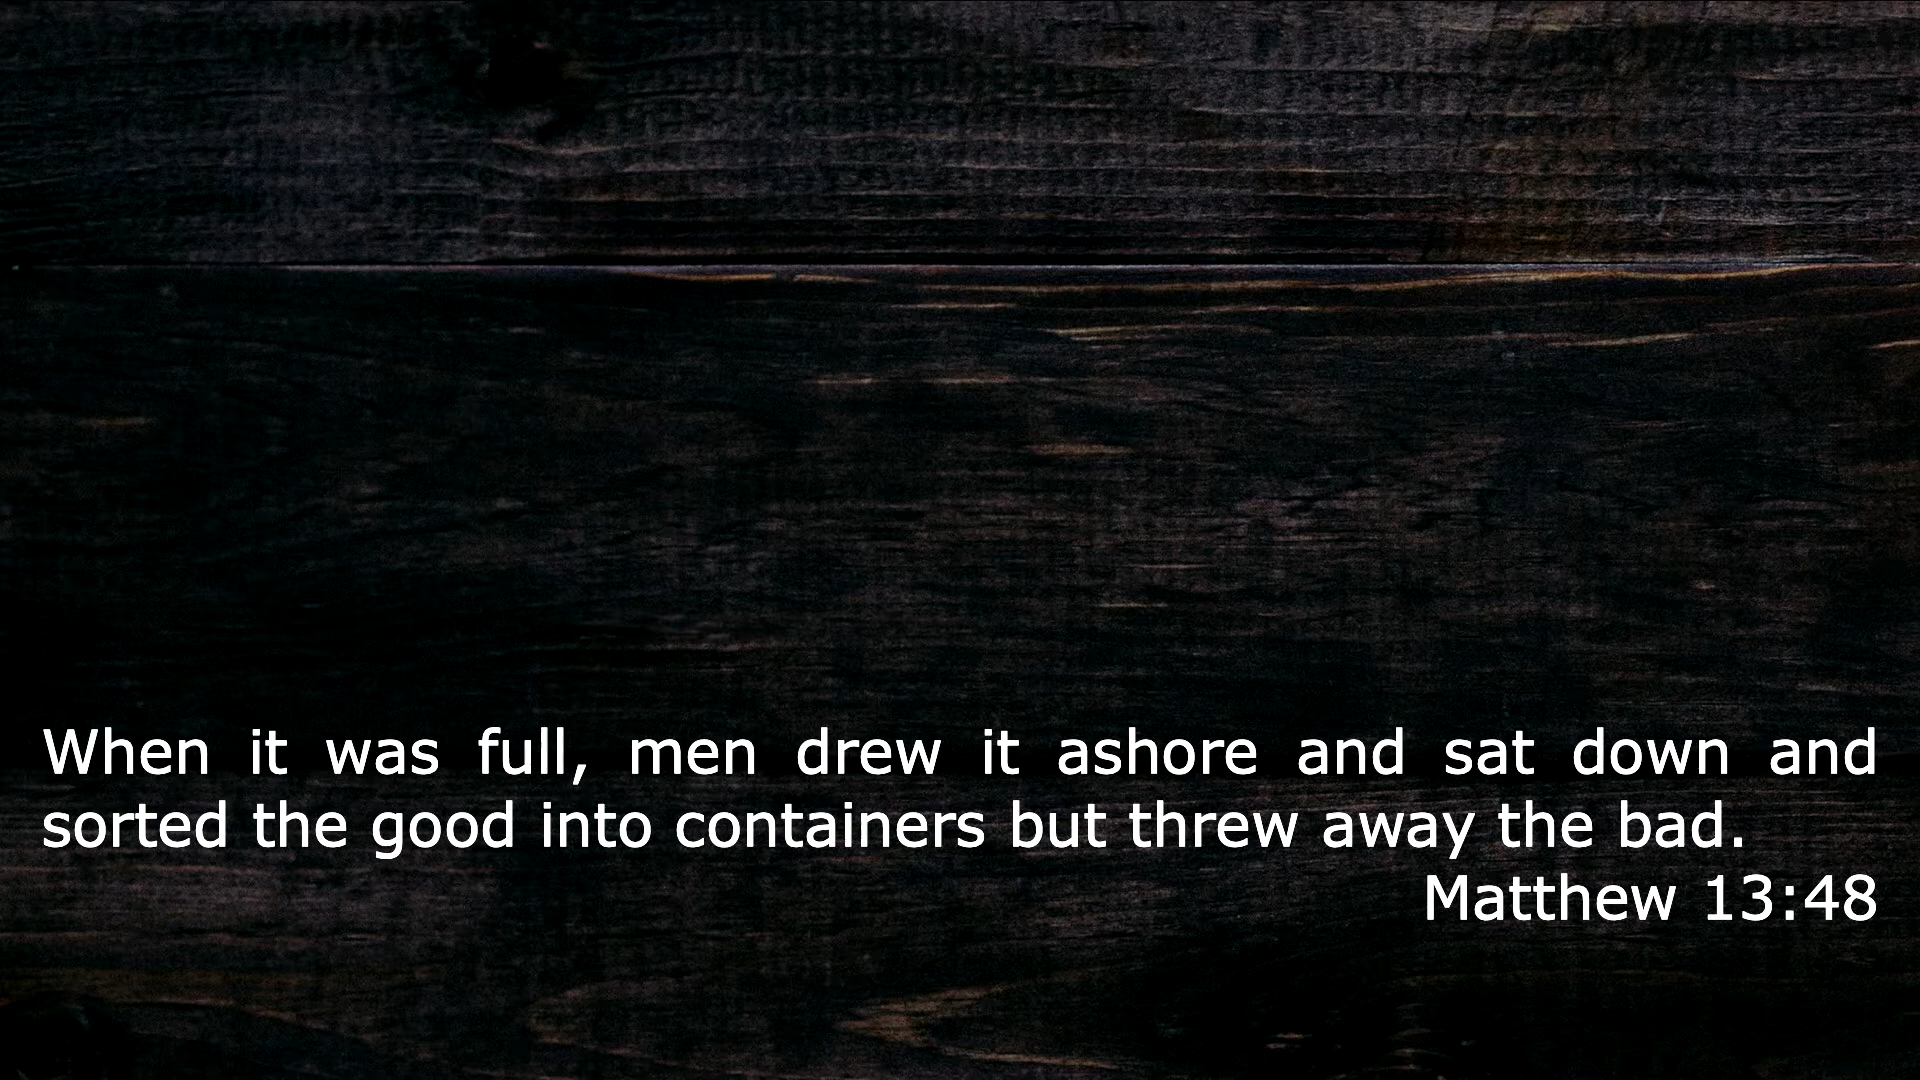 When it was full, men drew it ashore and sat down and
sorted the good into containers but threw away the bad.
Matthew 13:48